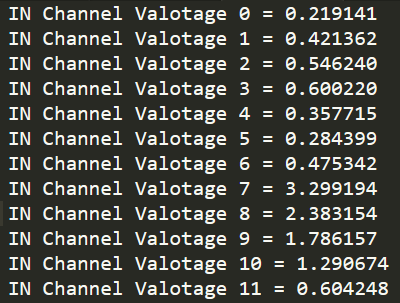 IN Channel Valotage 0 = 0.219141
IN Channel Valotage 1 = 0.421362
IN Channel Valotage 2 = 0.546240
IN Channel Valotage 3 = 0.600220
IN Channel Valotage 4 = 0.357715
IN Channel Valotage 5 = 0.284399
IN Channel Valotage 6 = 0.475342
IN Channel Valotage 7 = 3.299194
IN Channel Valotage 8 = 2.383154
IN Channel Valotage 9 = 1.786157
IN Channel Valotage 10 = 1.290674
IN Channel Valotage 11 = 0.604248